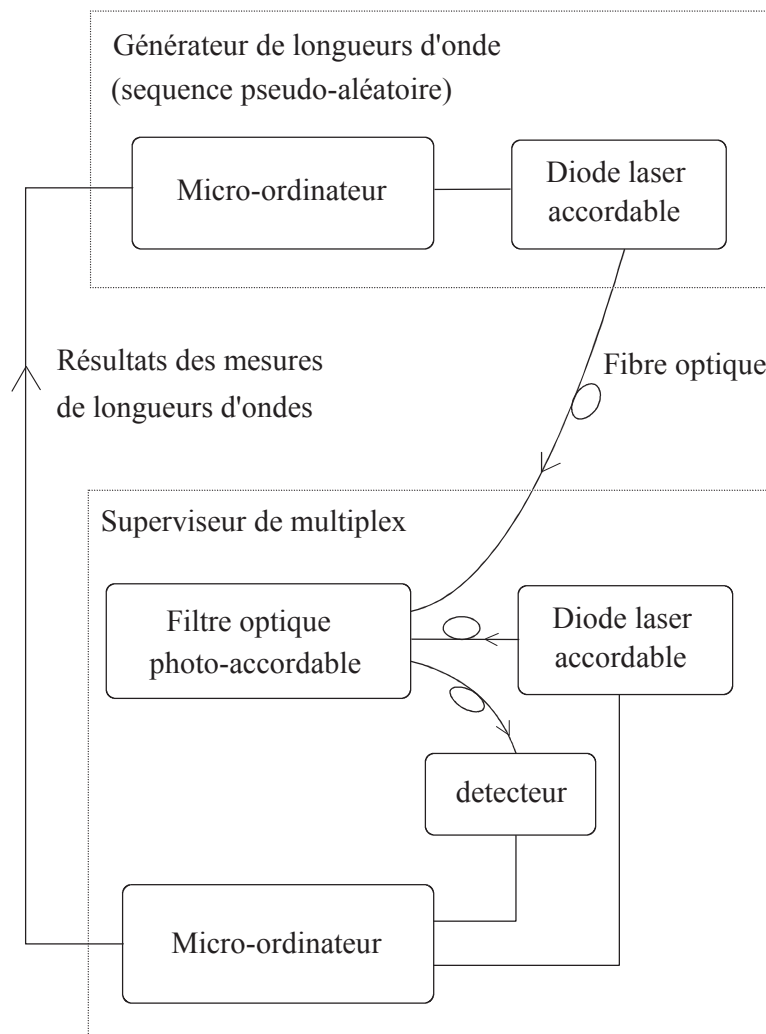 Générateur de longueurs d'onde
(sequence pseudo-aléatoire)
Micro-ordinateur
Diode laser
accordable
Résultats des mesures
de longueurs d'ondes
Fibre optique
Superviseur de multiplex
Filtre optique
photo-accordable
Diode laser
accordable
detecteur
Micro-ordinateur